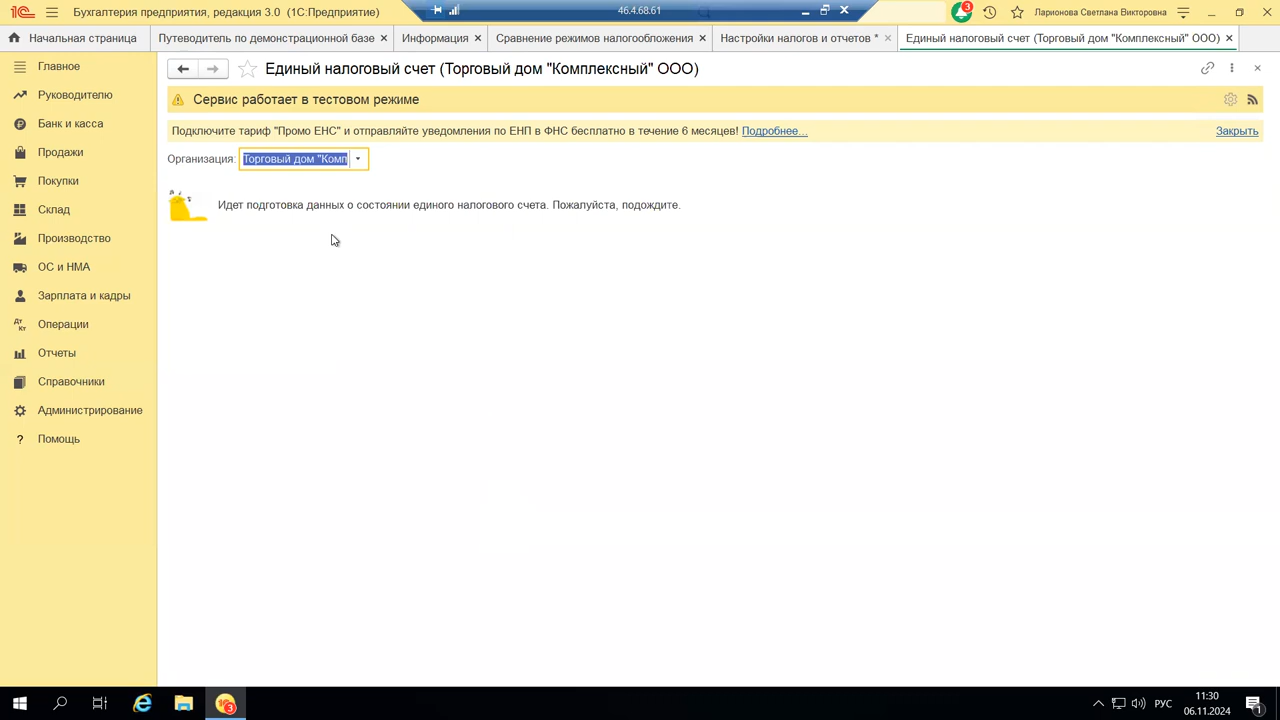 Бухгалтерия предприятия, редакция 3.0 (1С:Предприятие)
46.4.68.61
3
Ларионова Светлана Викторовна
Начальная страница
Путеводитель по демонстрационной базе
Информация
Сравнение режимов налогообложения
Настройки налогов и отчетов *
Единый налоговый счет (Торговый дом "Комплексный" ООО)
Главное
Руководителю
Банк и касса
Продажи
Покупки
Склад
Производство
ОС и НМА
Зарплата и кадры
Дт Кт Операции
Отчеты
Справочники
Администрирование
? Помощь
Единый налоговый счет (Торговый дом "Комплексный" ООО)
Сервис работает в тестовом режиме
Подключите тариф "Промо ЕНС" и отправляйте уведомления по ЕНП в ФНС бесплатно в течение 6 месяцев! Подробнее... Закрыть
Организация: Торговый дом "Комп
Идет подготовка данных о состоянии единого налогового счета. Пожалуйста, подождите.
3
РУС
11:30
06.11.2024
1